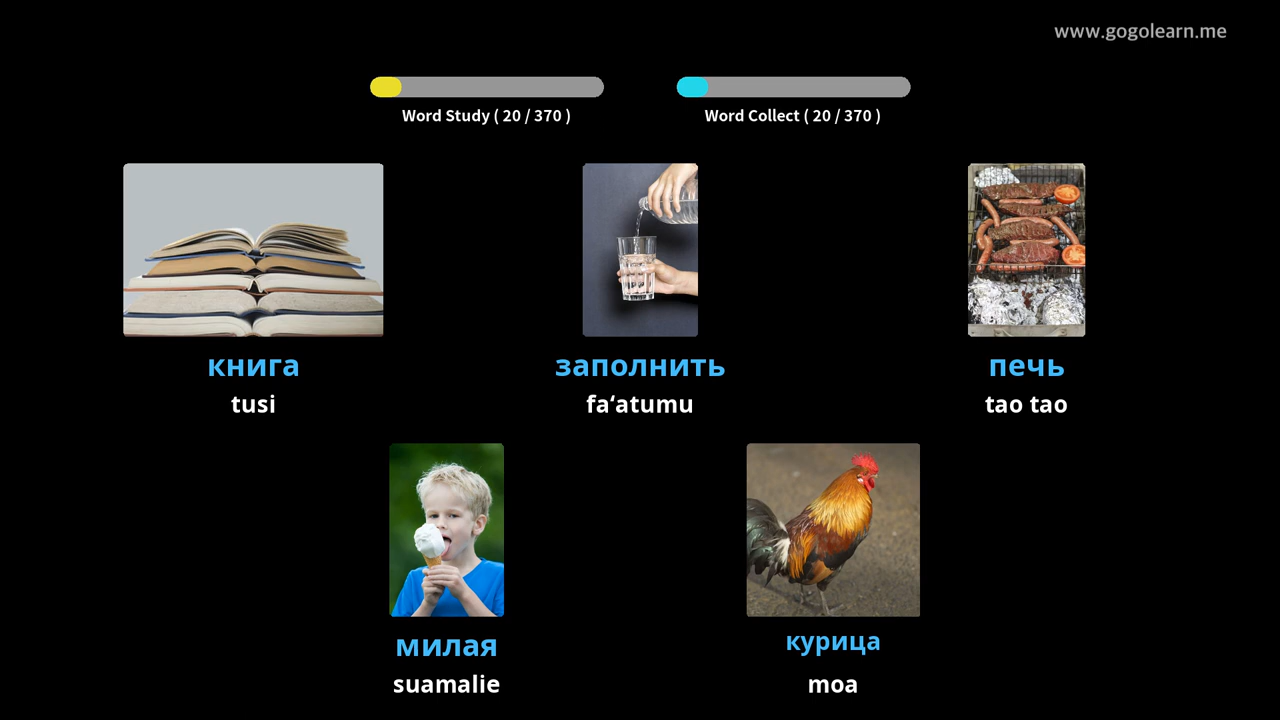 www.gogolearn.me
Word Study ( 20 / 370 )
Word Collect ( 20 / 370 )
книга
tusi
заполнить
fa‘atumu
печь
tao tao
милая
suamalie
курица
moa